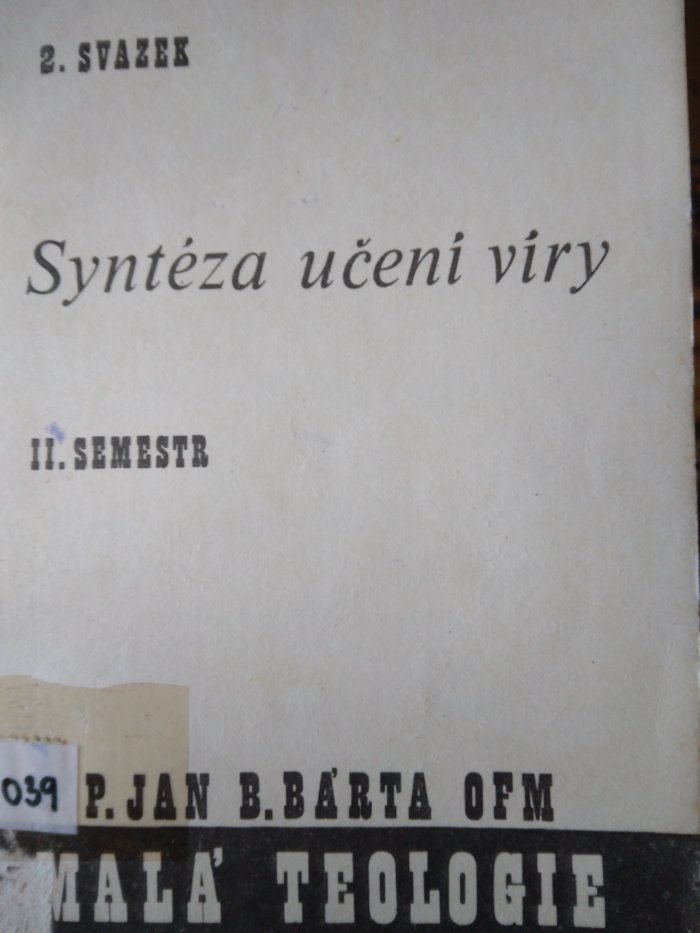 2. SVAZEK
Syntéza učení víry
II. SEMESTR
039
P. JAN B. BÁRTA OFM
MALÁ TEOLOGIE